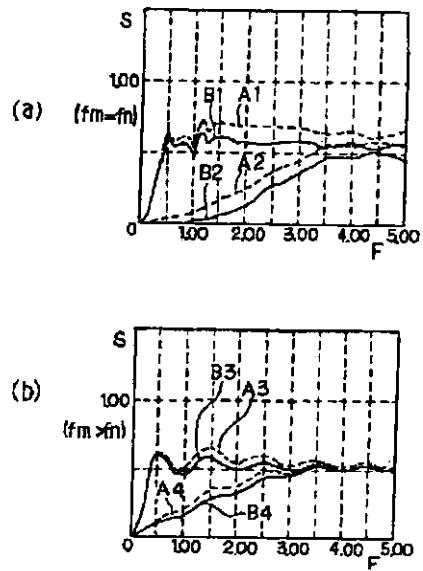 S
(a)
1.00
(fm=fn)
B1
A1
A2
B2
0
1.00
2.00
3.00
4.00
5.00
F
S
(b)
1.00
(fm>fn)
B3
A3
A4
B4
0
1.00
2.00
3.00
4.00
5.00
F